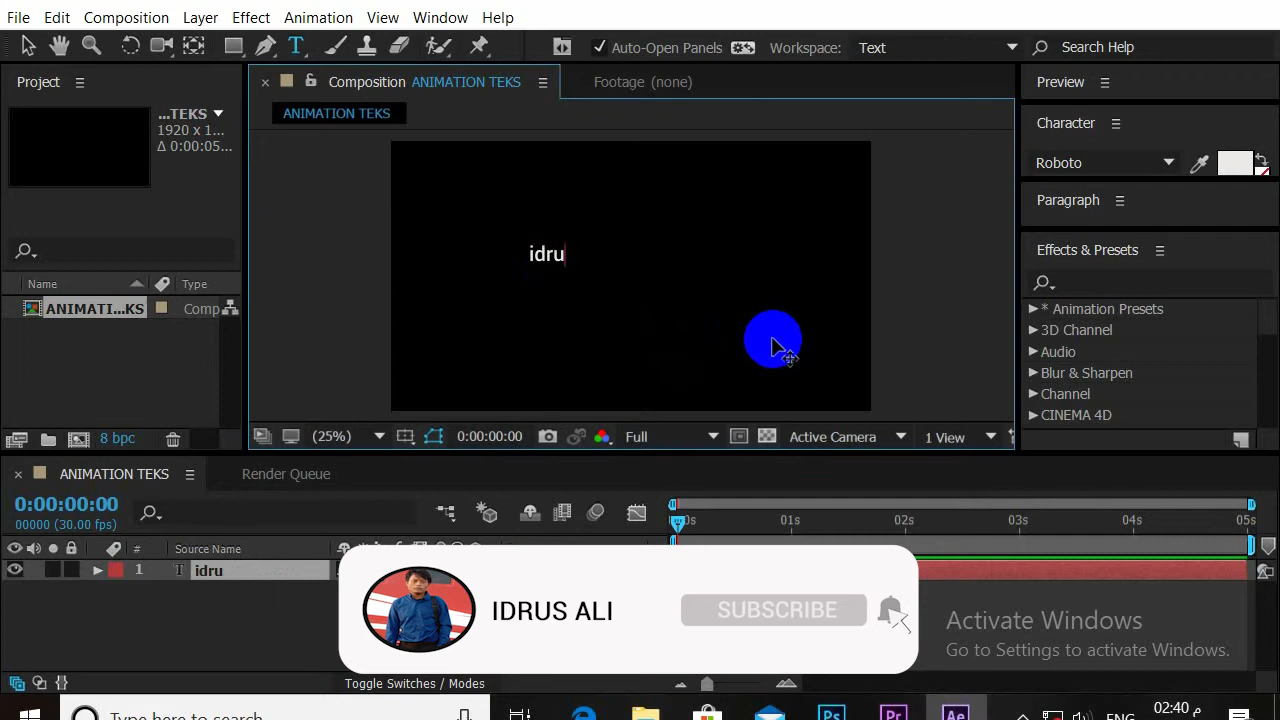 File Edit Composition Layer Effect Animation View Window Help
Auto-Open Panels Workspace: Text Search Help
Project
Composition ANIMATION TEKS Footage (none)
Preview
...TEKS
1920 x 1...
Δ 0:00:05...
ANIMATION TEKS
Character
Roboto
Paragraph
idru
Effects & Presets
Name Type
ANIMATI...KS Comp
* Animation Presets
3D Channel
Audio
Blur & Sharpen
Channel
CINEMA 4D
8 bpc
(25%) 0:00:00:00 Full Active Camera 1 View
ANIMATION TEKS Render Queue
0:00:00:00
00000 (30.00 fps)
0s 01s 02s 03s 04s 05s
# Source Name
1 T idru
IDRUS ALI SUBSCRIBE
Activate Windows
Go to Settings to activate Windows.
Toggle Switches / Modes
Type here to search Ps Pr Ae 02:40 م